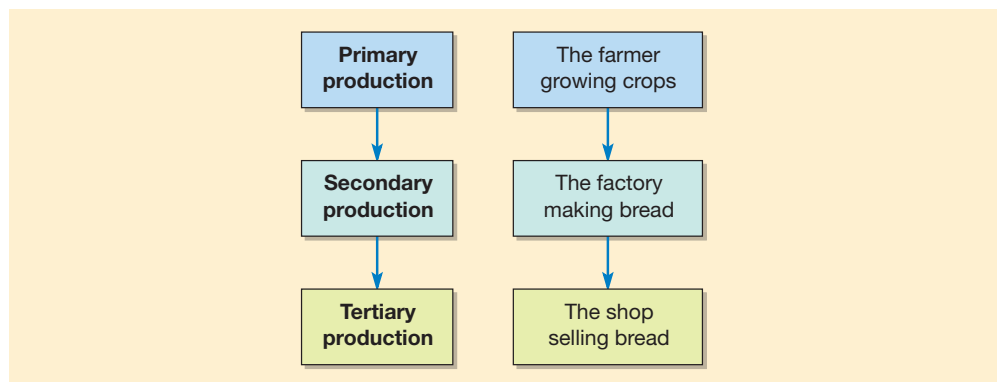 Primary
production
The farmer
growing crops
Secondary
production
The factory
making bread
Tertiary
production
The shop
selling bread